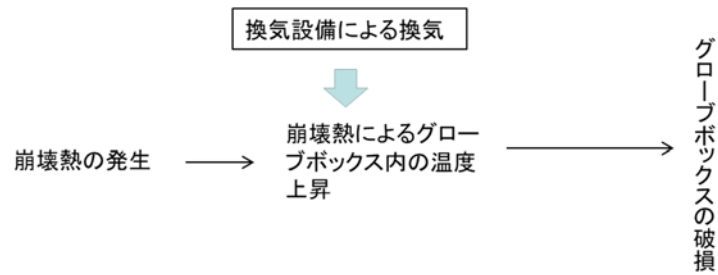 換気設備による換気
崩壊熱の発生
崩壊熱によるグロー
ブボックス内の温度
上昇
グローブボックスの破損